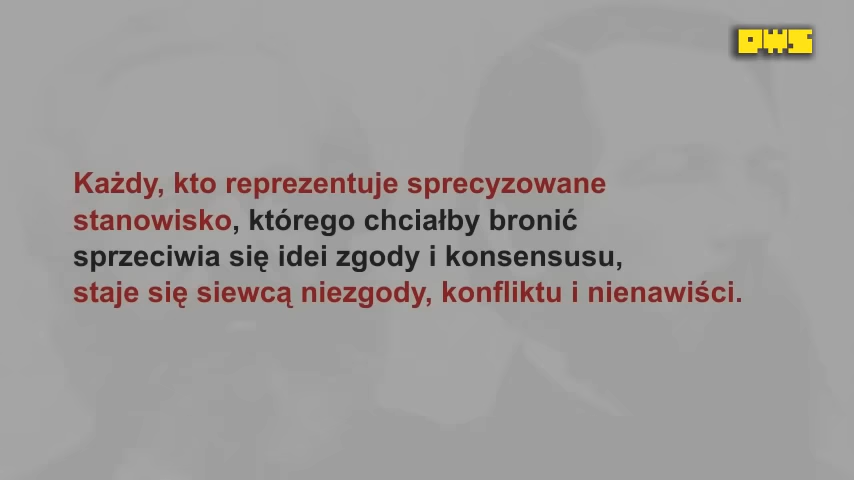 OWS
Każdy, kto reprezentuje sprecyzowane
stanowisko, którego chciałby bronić
sprzeciwia się idei zgody i konsensusu,
staje się siewcą niezgody, konfliktu i nienawiści.